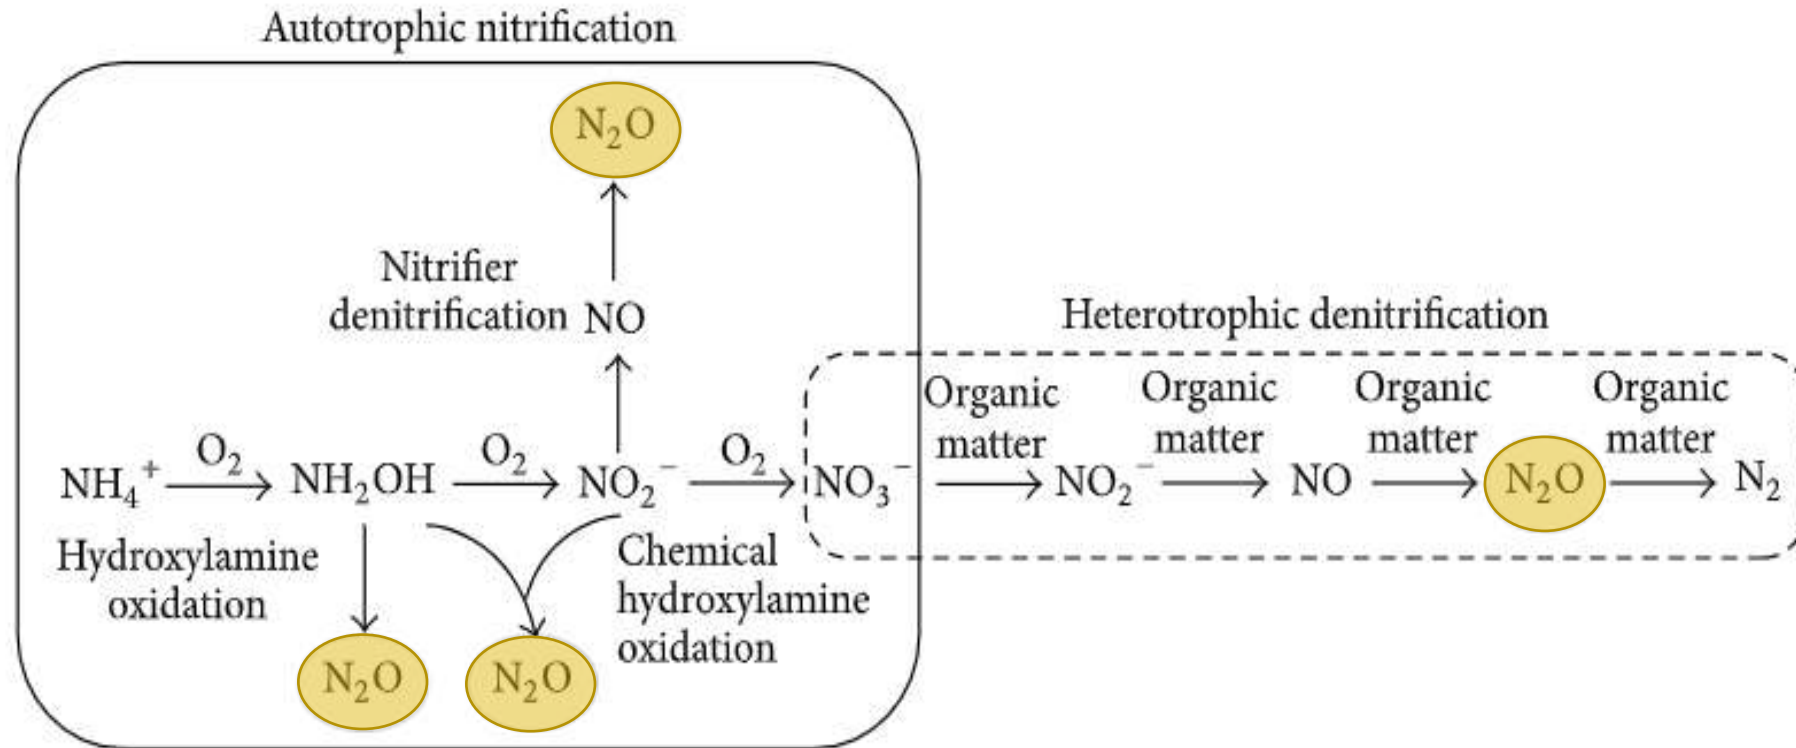 Autotrophic nitrification
N₂O
Nitrifier
denitrification NO
Heterotrophic denitrification
Organic Organic Organic Organic
matter matter matter matter
NH₄⁺ O₂ NH₂OH O₂ NO₂⁻ O₂ NO₃⁻ NO₂⁻ NO N₂O N₂
Hydroxylamine
oxidation
Chemical
hydroxylamine
oxidation
N₂O N₂O